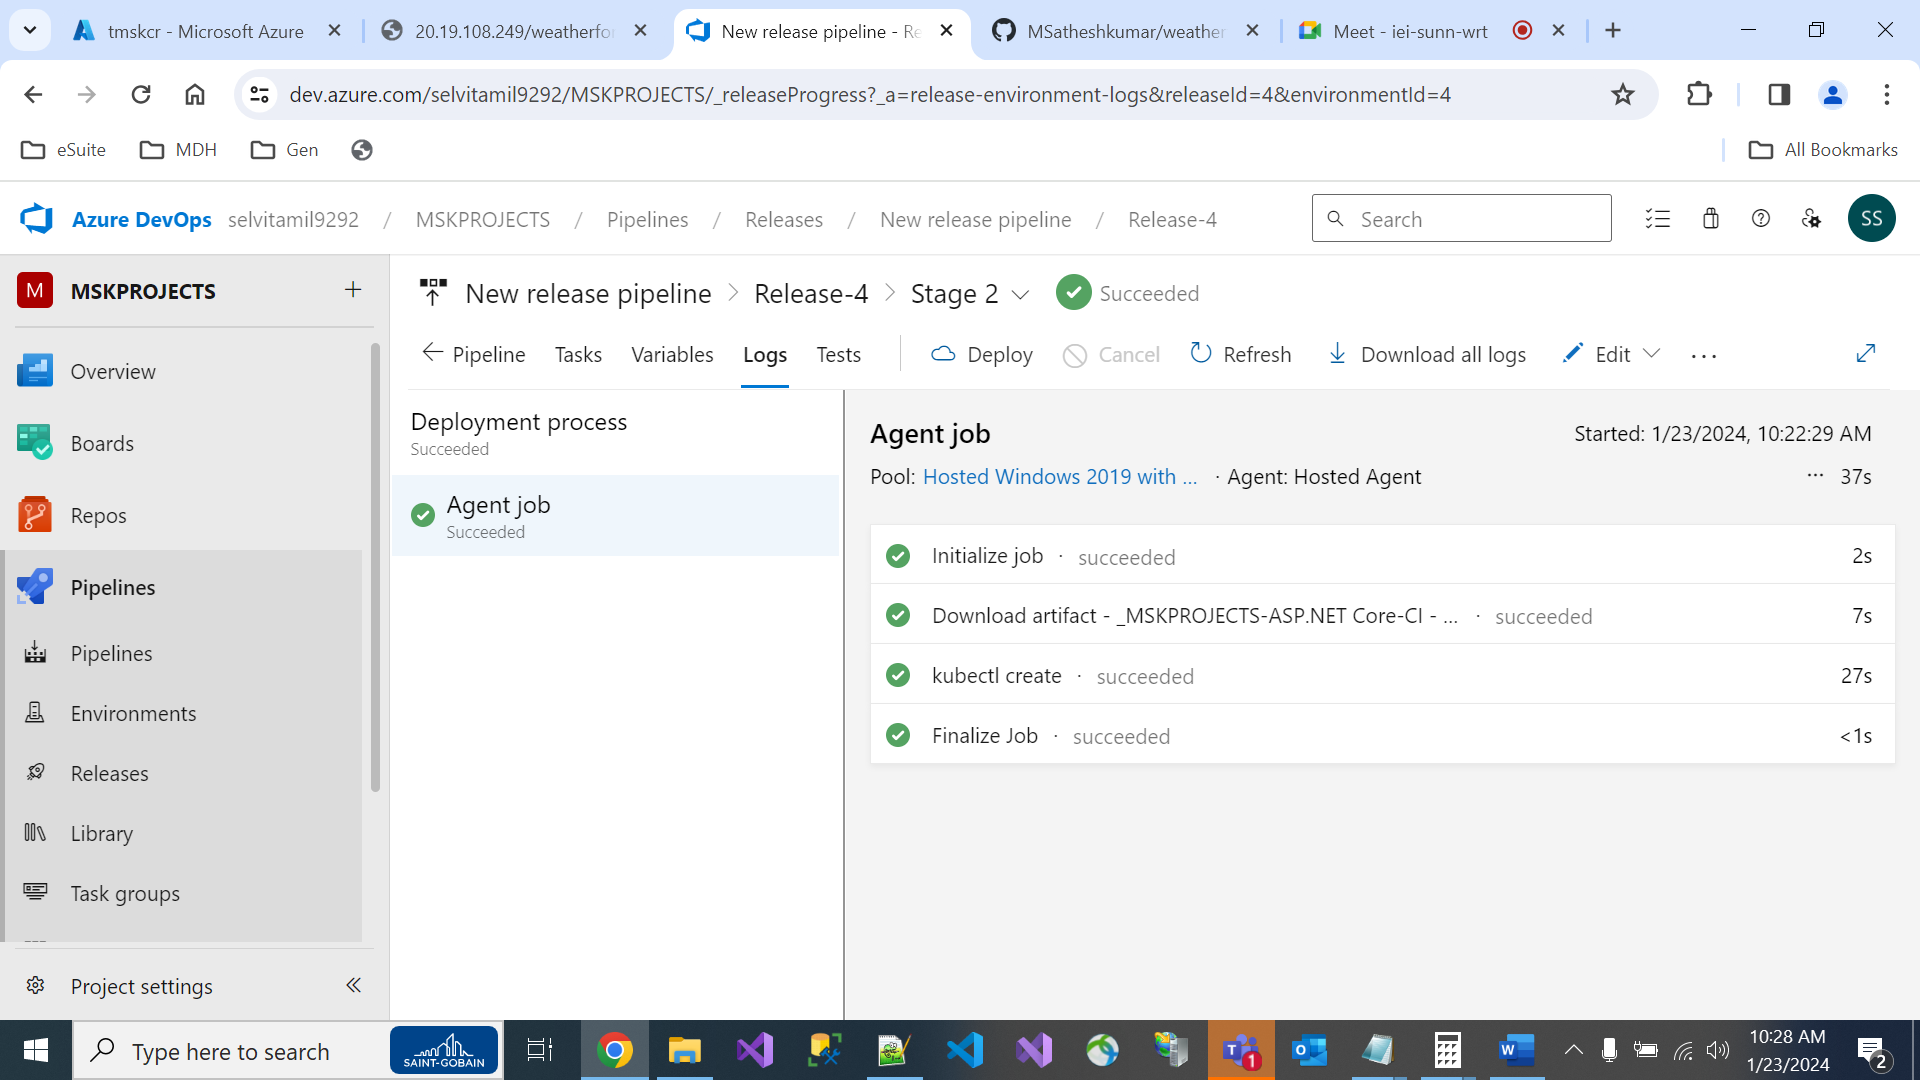 tmskcr - Microsoft Azure
20.19.108.249/weatherfor
New release pipeline - Re
MSatheshkumar/weather
Meet - iei-sunn-wrt
dev.azure.com/selvitamil9292/MSKPROJECTS/_releaseProgress?_a=release-environment-logs&releaseId=4&environmentId=4
eSuite
MDH
Gen
All Bookmarks
Azure DevOps
selvitamil9292 / MSKPROJECTS / Pipelines / Releases / New release pipeline / Release-4
Search
SS
M
MSKPROJECTS
Overview
Boards
Repos
Pipelines
Pipelines
Environments
Releases
Library
Task groups
Project settings
New release pipeline > Release-4 > Stage 2
Succeeded
Pipeline
Tasks
Variables
Logs
Tests
Deploy
Cancel
Refresh
Download all logs
Edit
...
Deployment process
Succeeded
Agent job
Succeeded
Agent job
Started: 1/23/2024, 10:22:29 AM
Pool: Hosted Windows 2019 with ... · Agent: Hosted Agent
... 37s
Initialize job · succeeded
2s
Download artifact - _MSKPROJECTS-ASP.NET Core-CI - ... · succeeded
7s
kubectl create · succeeded
27s
Finalize Job · succeeded
<1s
Type here to search
SAINT-GOBAIN
1
10:28 AM
1/23/2024
2